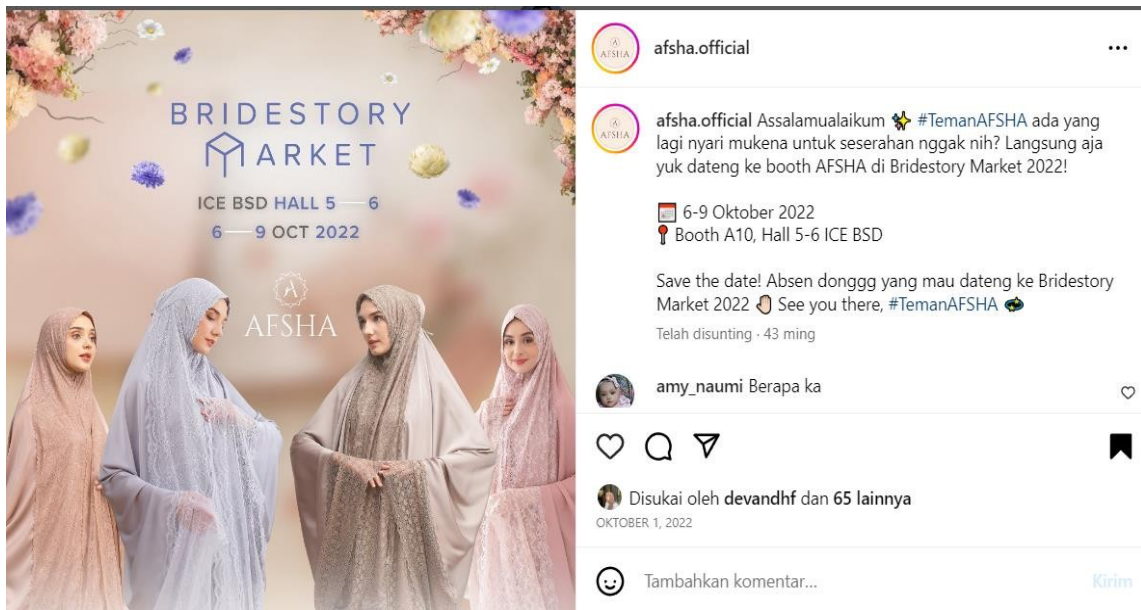 BRIDESTORY
MARKET
ICE BSD HALL 5 — 6
6 — 9 OCT 2022
A
AFSHA
A
AFSHA
afsha.official
A
AFSHA
afsha.official Assalamualaikum ✨ #TemanAFSHA ada yang
lagi nyari mukena untuk seserahan nggak nih? Langsung aja
yuk dateng ke booth AFSHA di Bridestory Market 2022!
📅 6-9 Oktober 2022
📍 Booth A10, Hall 5-6 ICE BSD
Save the date! Absen donggg yang mau dateng ke Bridestory
Market 2022 See you there, #TemanAFSHA
Telah disunting · 43 ming
amy_naumi Berapa ka
Disukai oleh devandhf dan 65 lainnya
OKTOBER 1, 2022
Tambahkan komentar...
Kirim